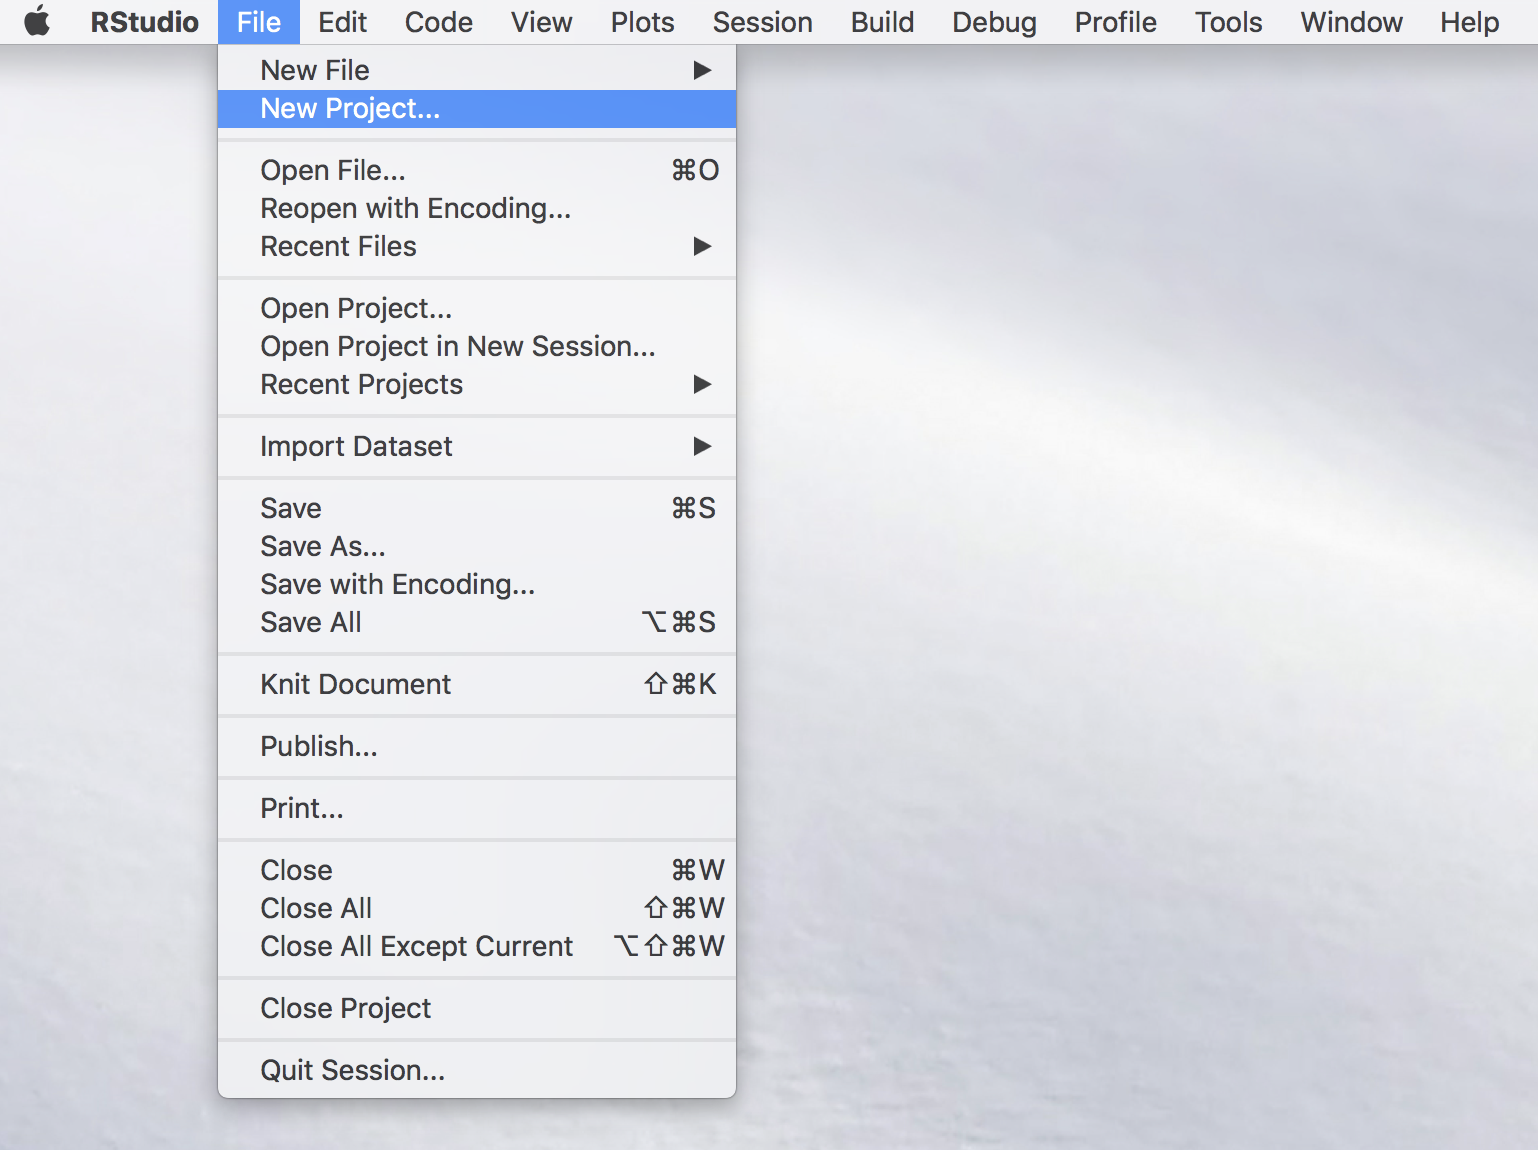 RStudio File Edit Code View Plots Session Build Debug Profile Tools Window Help
New File
New Project...
Open File... ⌘O
Reopen with Encoding...
Recent Files
Open Project...
Open Project in New Session...
Recent Projects
Import Dataset
Save ⌘S
Save As...
Save with Encoding...
Save All ⌥⌘S
Knit Document ⇧⌘K
Publish...
Print...
Close ⌘W
Close All ⇧⌘W
Close All Except Current ⌥⇧⌘W
Close Project
Quit Session...